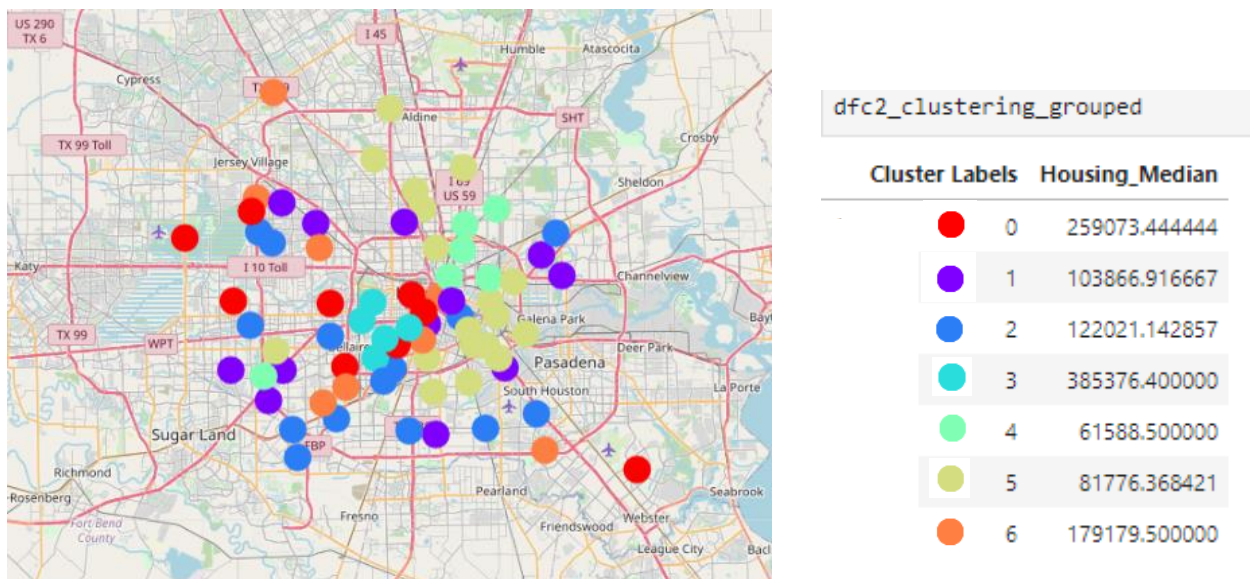 US 290
TX 6
I 45
Humble
Atascocita
Cypress
Aldine
SHT
Crosby
TX 99 Toll
Jersey Village
I 69
US 59
Sheldon
Katy
I 10 Toll
Channelview
TX 99
WPT
Galena Park
Deer Park
Pasadena
South Houston
La Porte
Sugar Land
Richmond
Rosenberg
Pearland
Seabrook
Fort Bend
County
Fresno
Friendswood
Webster
League City
dfc2_clustering_grouped
Cluster Labels Housing_Median
0 259073.444444
1 103866.916667
2 122021.142857
3 385376.400000
4 61588.500000
5 81776.368421
6 179179.500000